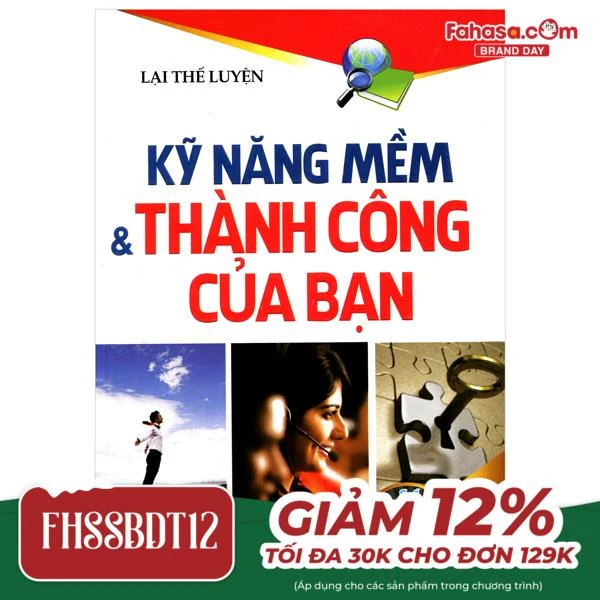 Fahasa.com
BRAND DAY
LẠI THẾ LUYỆN
KỸ NĂNG MỀM
& THÀNH CÔNG
CỦA BẠN
FHSSBDT12
GIẢM 12%
TỐI ĐA 30K CHO ĐƠN 129K
(Áp dụng cho các sản phẩm trong chương trình)